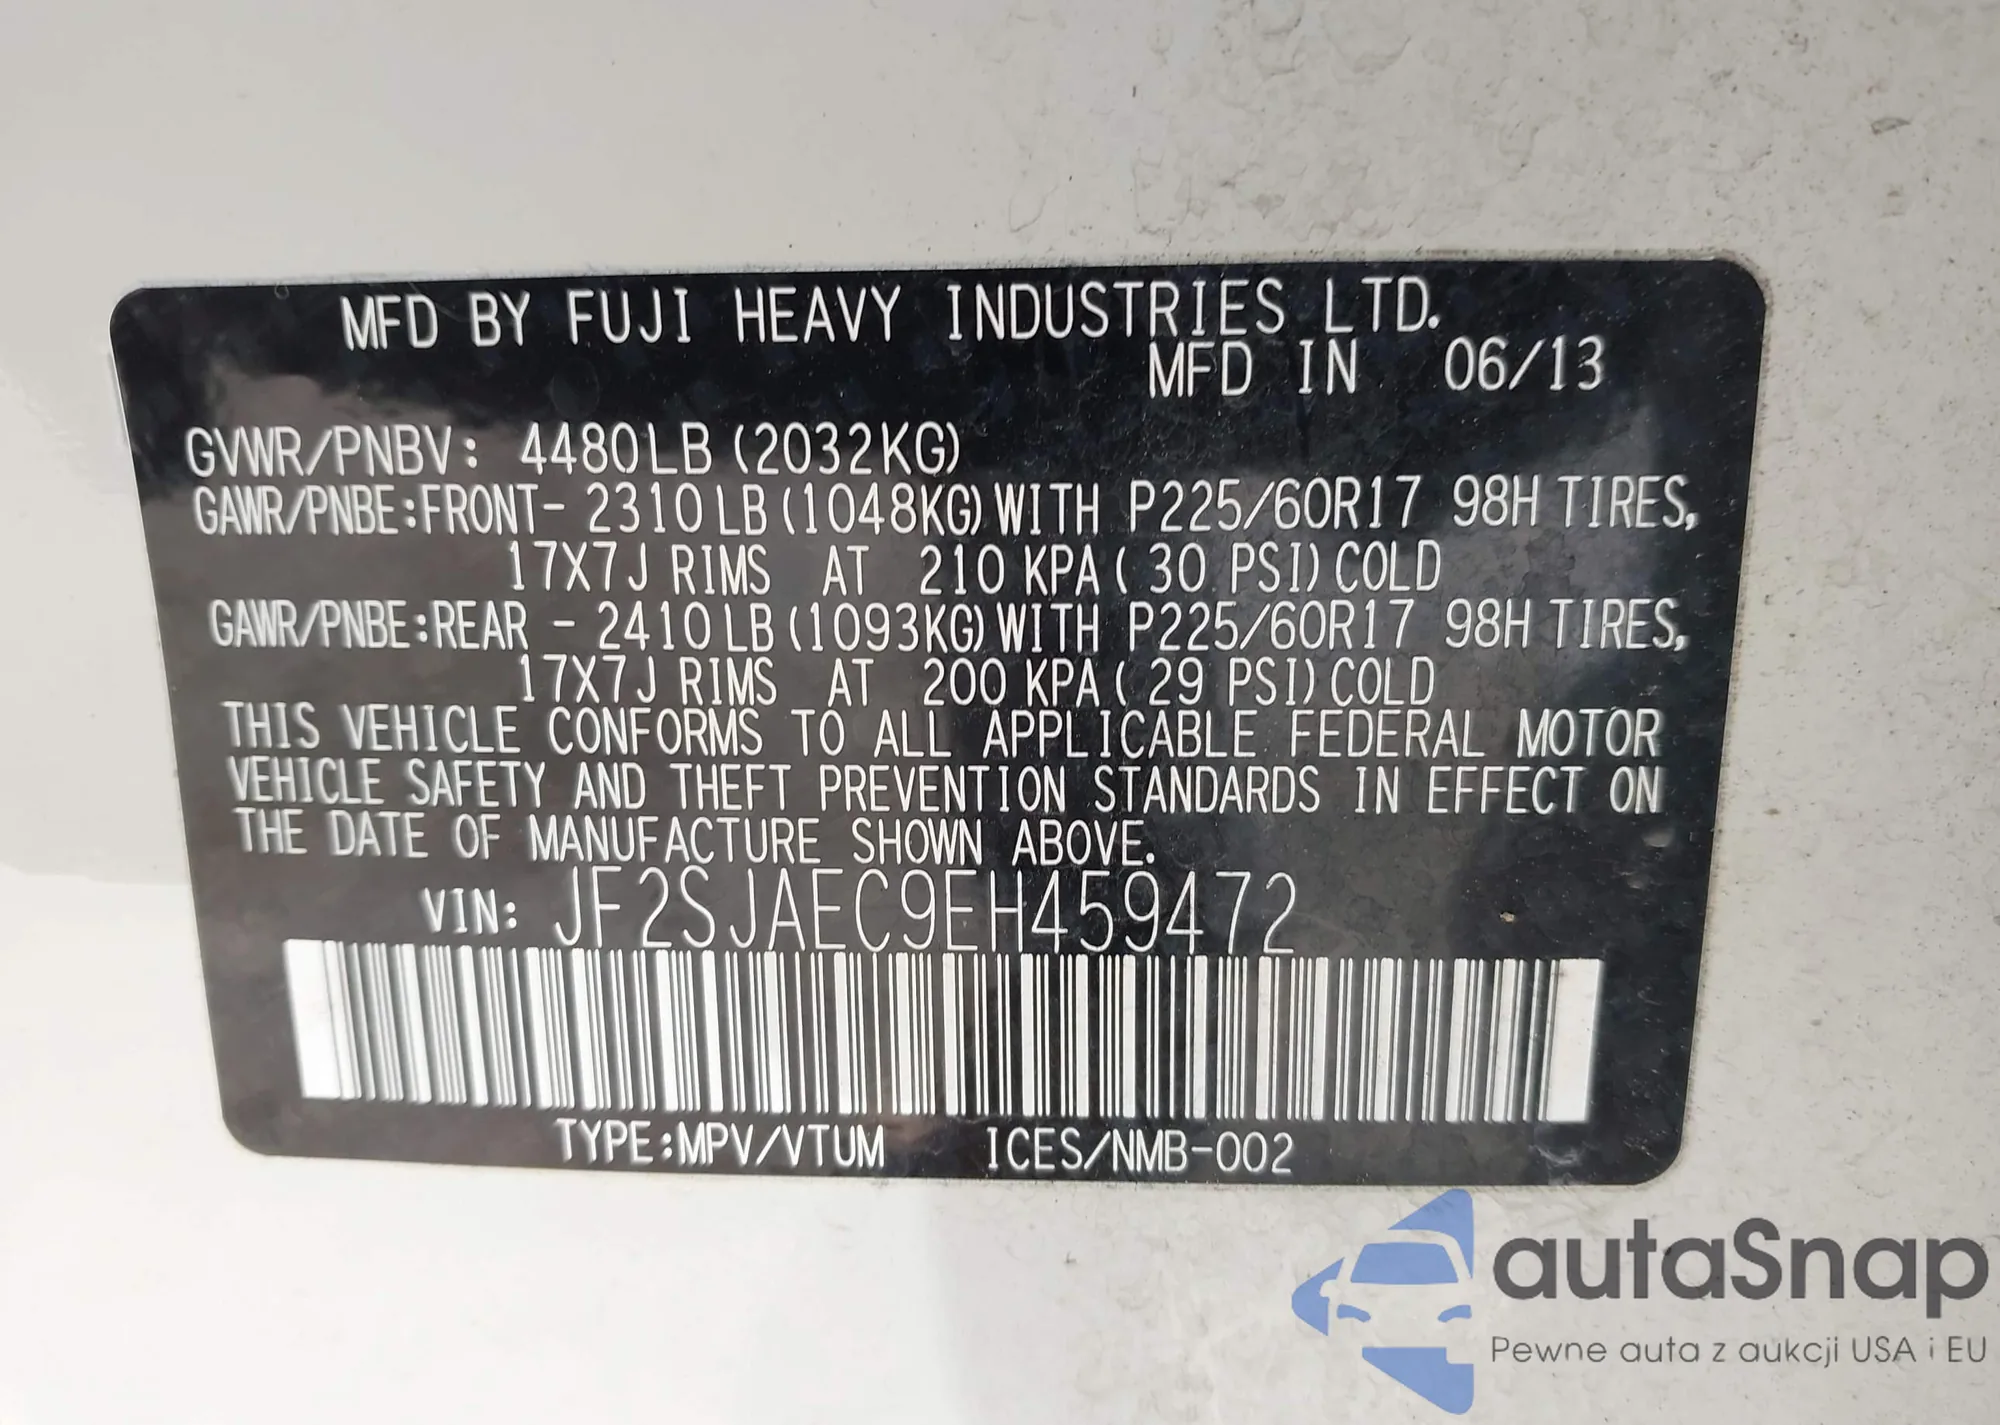 MFD BY FUJI HEAVY INDUSTRIES LTD.
MFD IN 06/13
GVWR/PNBV: 4480LB (2032KG)
GAWR/PNBE:FRONT- 2310LB(1048KG)WITH P225/60R17 98H TIRES,
17X7J RIMS AT 210 KPA( 30 PSI)COLD
GAWR/PNBE:REAR - 2410LB(1093KG)WITH P225/60R17 98H TIRES,
17X7J RIMS AT 200 KPA( 29 PSI)COLD
THIS VEHICLE CONFORMS TO ALL APPLICABLE FEDERAL MOTOR
VEHICLE SAFETY AND THEFT PREVENTION STANDARDS IN EFFECT ON
THE DATE OF MANUFACTURE SHOWN ABOVE.
VIN: JF2SJAEC9EH459472
TYPE:MPV/VTUM ICES/NMB-002
autaSnap
Pewne auta z aukcji USA i EU